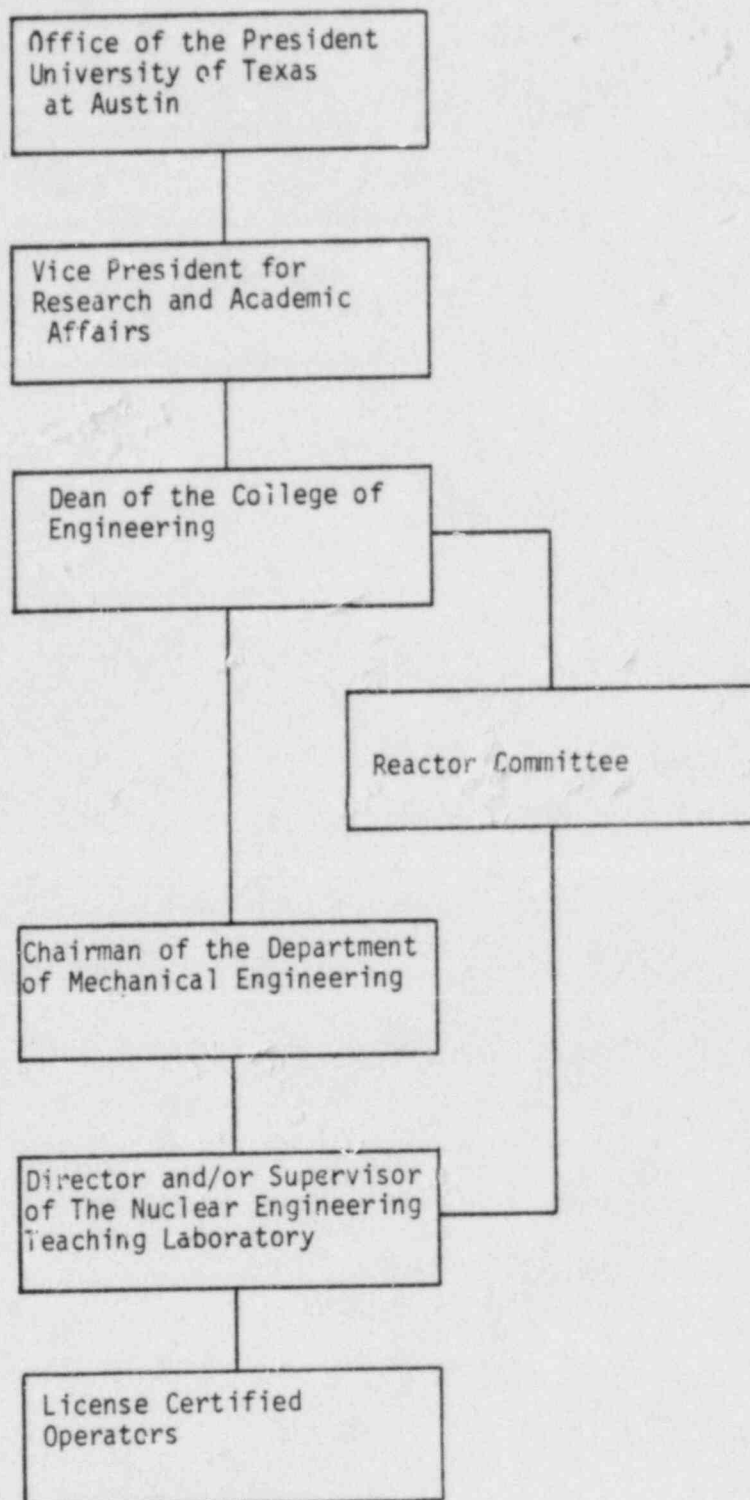 Office of the President
University of Texas
at Austin
Vice President for
Research and Academic
Affairs
Dean of the College of
Engineering
Reactor Committee
Chairman of the Department
of Mechanical Engineering
Director and/or Supervisor
of The Nuclear Engineering
Teaching Laboratory
License Certified
Operators